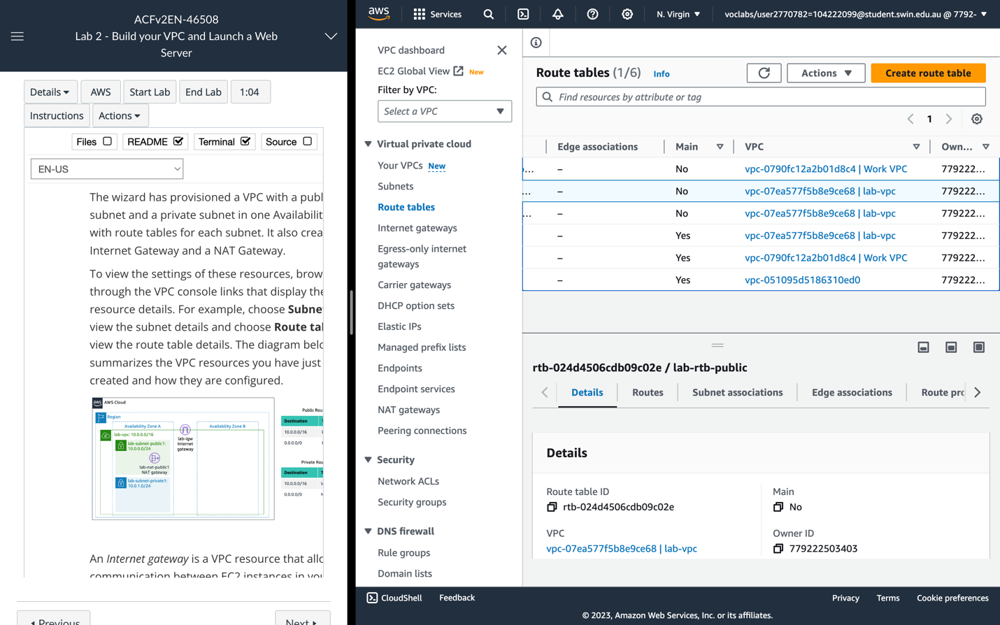 ACFv2EN-46508
Lab 2 - Build your VPC and Launch a Web
Server
Details
AWS
Start Lab
End Lab
1:04
Instructions
Actions
Files
README
Terminal
Source
EN-US
The wizard has provisioned a VPC with a publ
subnet and a private subnet in one Availabilit
with route tables for each subnet. It also crea
Internet Gateway and a NAT Gateway.
To view the settings of these resources, brow
through the VPC console links that display the
resource details. For example, choose Subne
view the subnet details and choose Route ta
view the route table details. The diagram belo
summarizes the VPC resources you have just
created and how they are configured.
aws AWS Cloud
Region
Availability Zone A
Availability Zone B
lab-vpc: 10.0.0.0/16
lab-subnet-public1:
10.0.0.0/24
lab-igw
Internet
gateway
lab-nat-public1
NAT gateway
lab-subnet-private1:
10.0.1.0/24
Public Rou
Destination
10.0.0.0/16
0.0.0.0/0
Private Rou
Destination
10.0.0.0/16
0.0.0.0/0
An Internet gateway is a VPC resource that allo
communication between EC2 instances in you
Previous
Next
aws
Services
N. Virgin
voclabs/user2770782=104222099@student.swin.edu.au @ 7792-
VPC dashboard
EC2 Global View New
Filter by VPC:
Select a VPC
Virtual private cloud
Your VPCs New
Subnets
Route tables
Internet gateways
Egress-only internet
gateways
Carrier gateways
DHCP option sets
Elastic IPs
Managed prefix lists
Endpoints
Endpoint services
NAT gateways
Peering connections
Security
Network ACLs
Security groups
DNS firewall
Rule groups
Domain lists
Route tables (1/6) Info
Actions
Create route table
Find resources by attribute or tag
1
Edge associations Main VPC Own...
... – No vpc-0790fc12a2b01d8c4 | Work VPC 779222...
... – No vpc-07ea577f5b8e9ce68 | lab-vpc 779222...
... – No vpc-07ea577f5b8e9ce68 | lab-vpc 779222...
– Yes vpc-07ea577f5b8e9ce68 | lab-vpc 779222...
– Yes vpc-0790fc12a2b01d8c4 | Work VPC 779222...
– Yes vpc-051095d5186310ed0 779222...
rtb-024d4506cdb09c02e / lab-rtb-public
Details Routes Subnet associations Edge associations Route pro
Details
Route table ID
rtb-024d4506cdb09c02e
Main
No
VPC
vpc-07ea577f5b8e9ce68 | lab-vpc
Owner ID
779222503403
CloudShell Feedback
Privacy Terms Cookie preferences
© 2023, Amazon Web Services, Inc. or its affiliates.